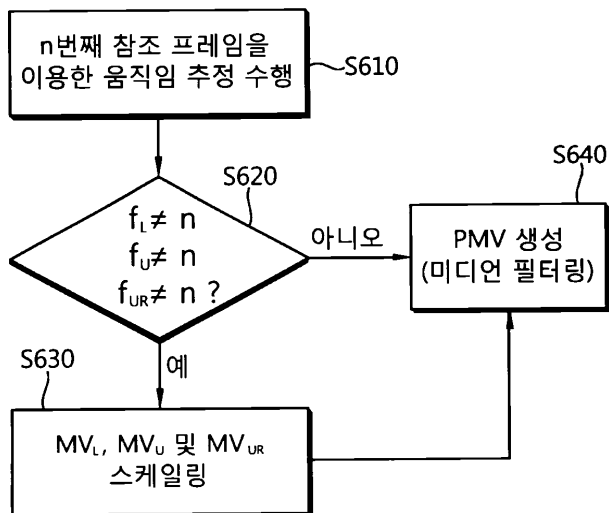 n번째 참조 프레임을
이용한 움직임 추정 수행
S610
S620
f_L ≠ n
f_U ≠ n
f_UR ≠ n ?
아니오
S640
PMV 생성
(미디언 필터링)
예
S630
MV_L, MV_U 및 MV_UR
스케일링